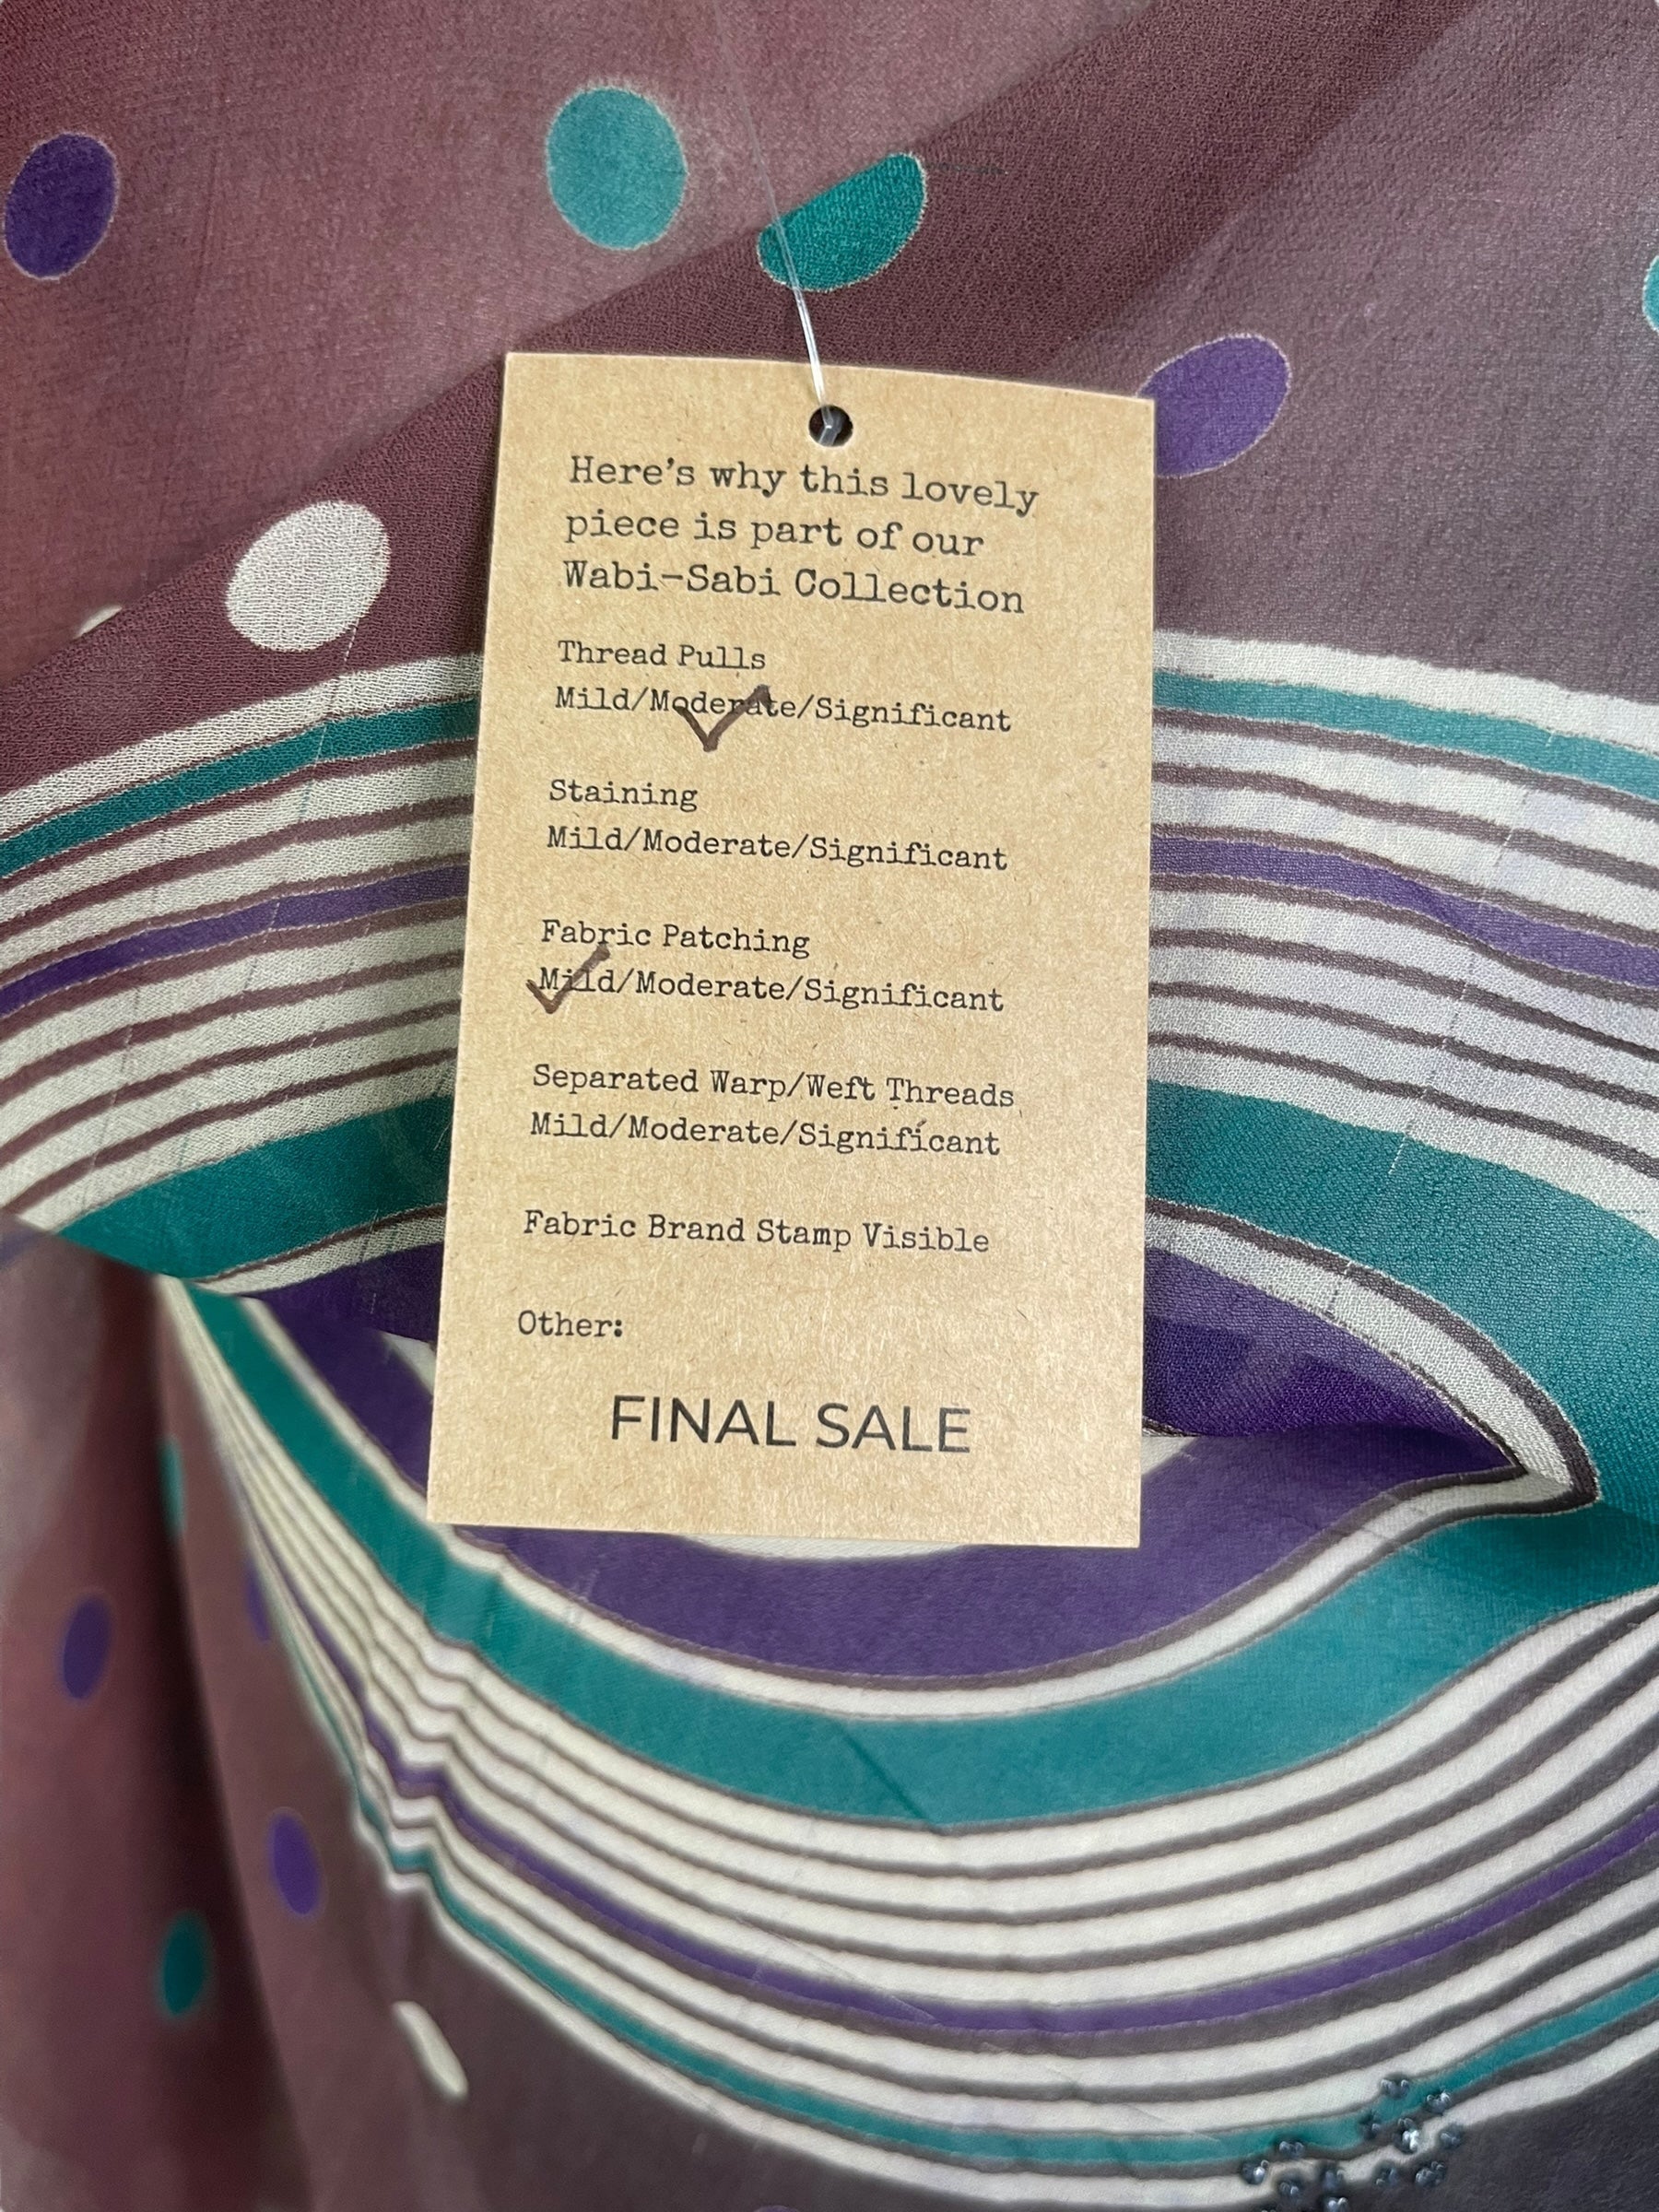 Here's why this lovely
piece is part of our
Wabi-Sabi Collection
Thread Pulls
Mild/Moderate/Significant
Staining
Mild/Moderate/Significant
Fabric Patching
Mild/Moderate/Significant
Separated Warp/Weft Threads
Mild/Moderate/Significant
Fabric Brand Stamp Visible
Other:
FINAL SALE